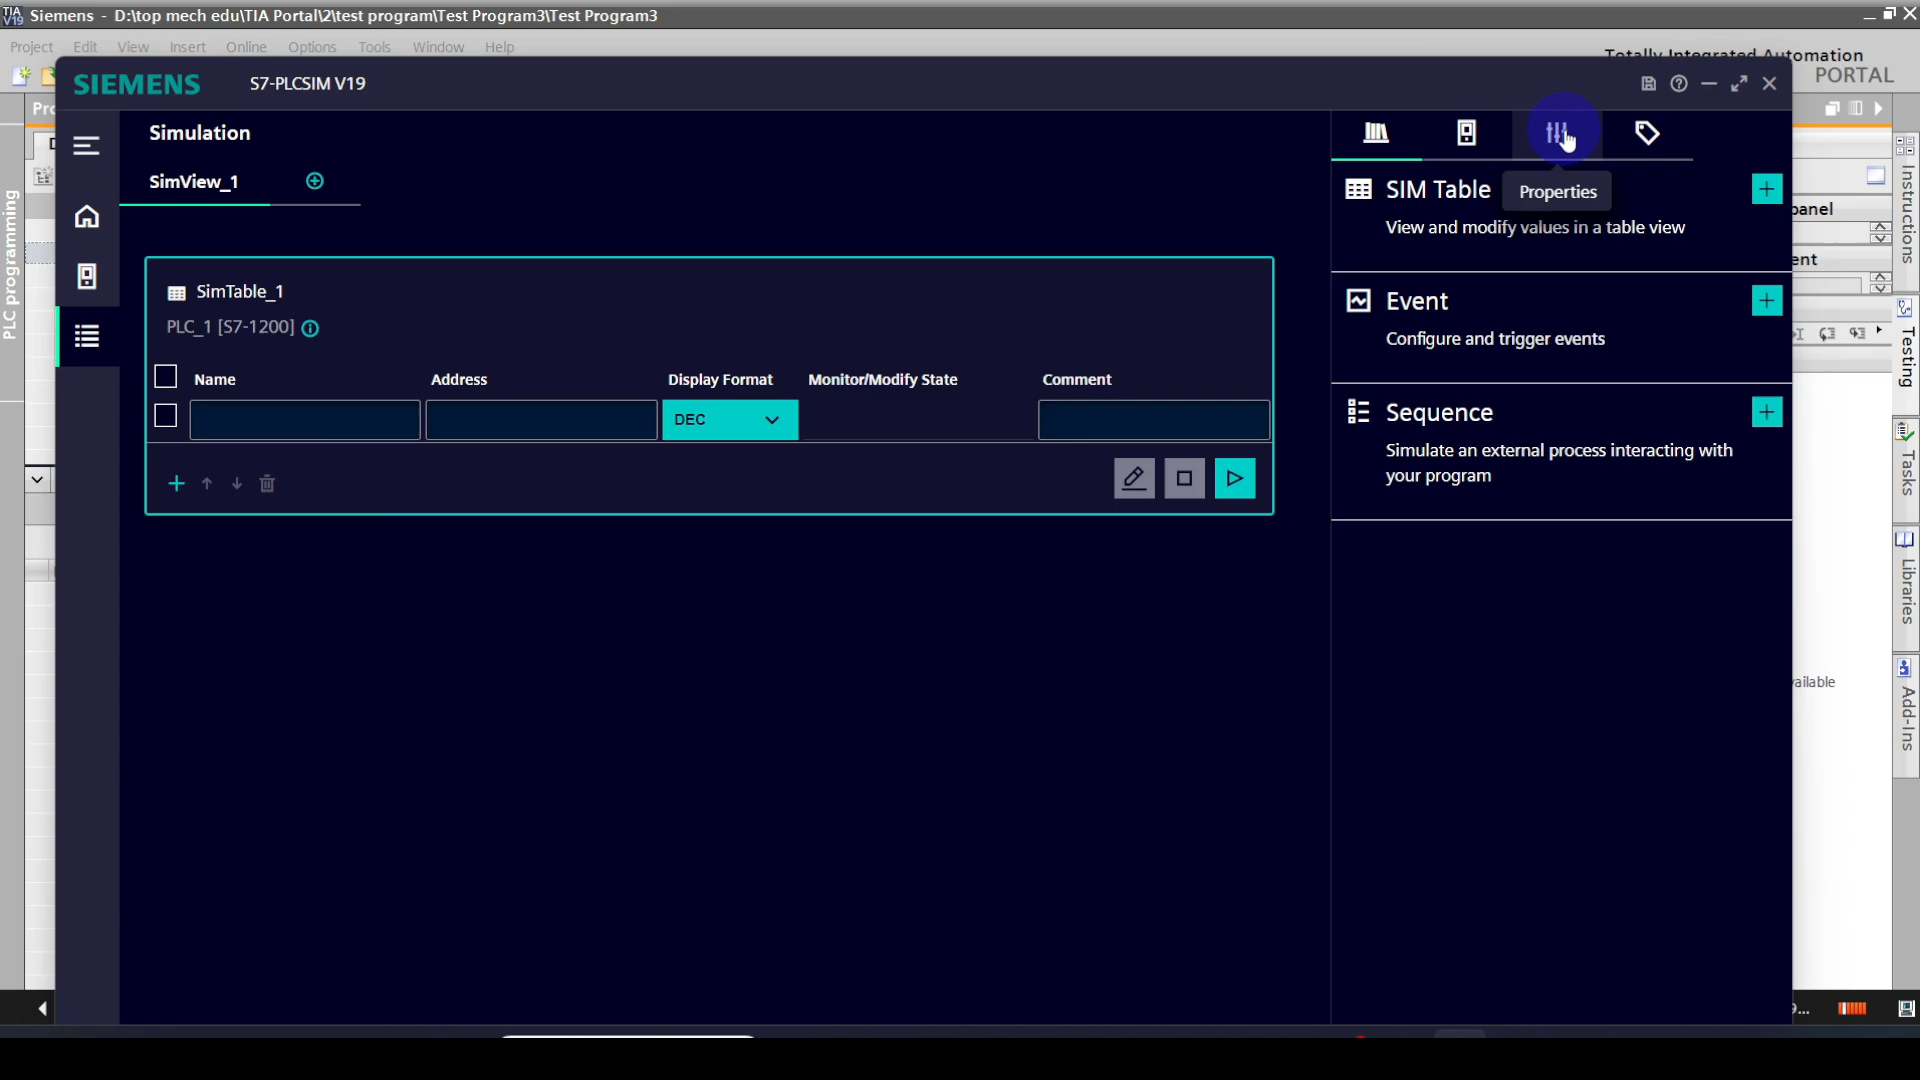 TIA V19 Siemens - D:\top mech edu\TIA Portal\2\test program\Test Program3\Test Program3
Project Edit View Insert Online Options Tools Window Help
Totally Integrated Automation
PORTAL
SIEMENS S7-PLCSIM V19
Simulation
SimView_1
SimTable_1
PLC_1 [S7-1200]
Name Address Display Format Monitor/Modify State Comment
DEC
SIM Table
Properties
View and modify values in a table view
Event
Configure and trigger events
Sequence
Simulate an external process interacting with
your program
PLC programming
Instructions
Testing
Tasks
Libraries
Add-Ins